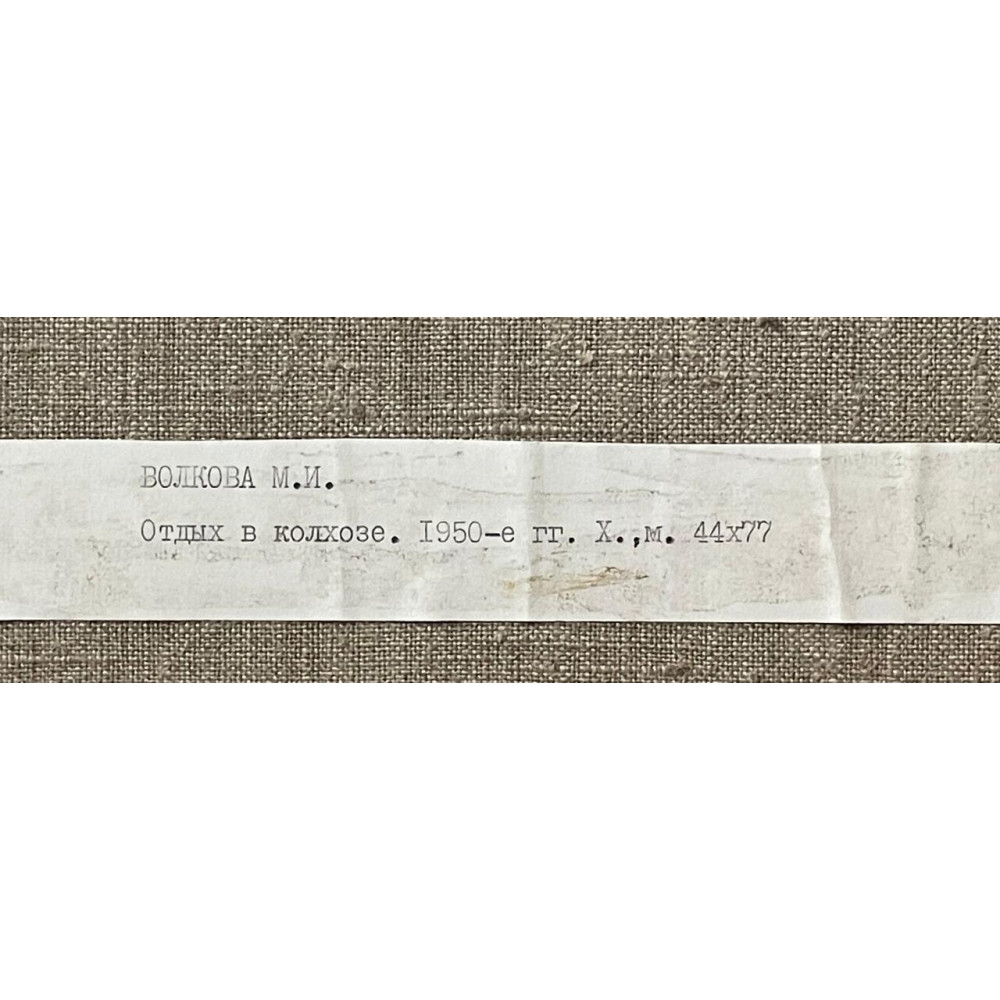 ВОЛКОВА М.И.
Отдых в колхозе. I950-е гг. Х.,м. 44х77